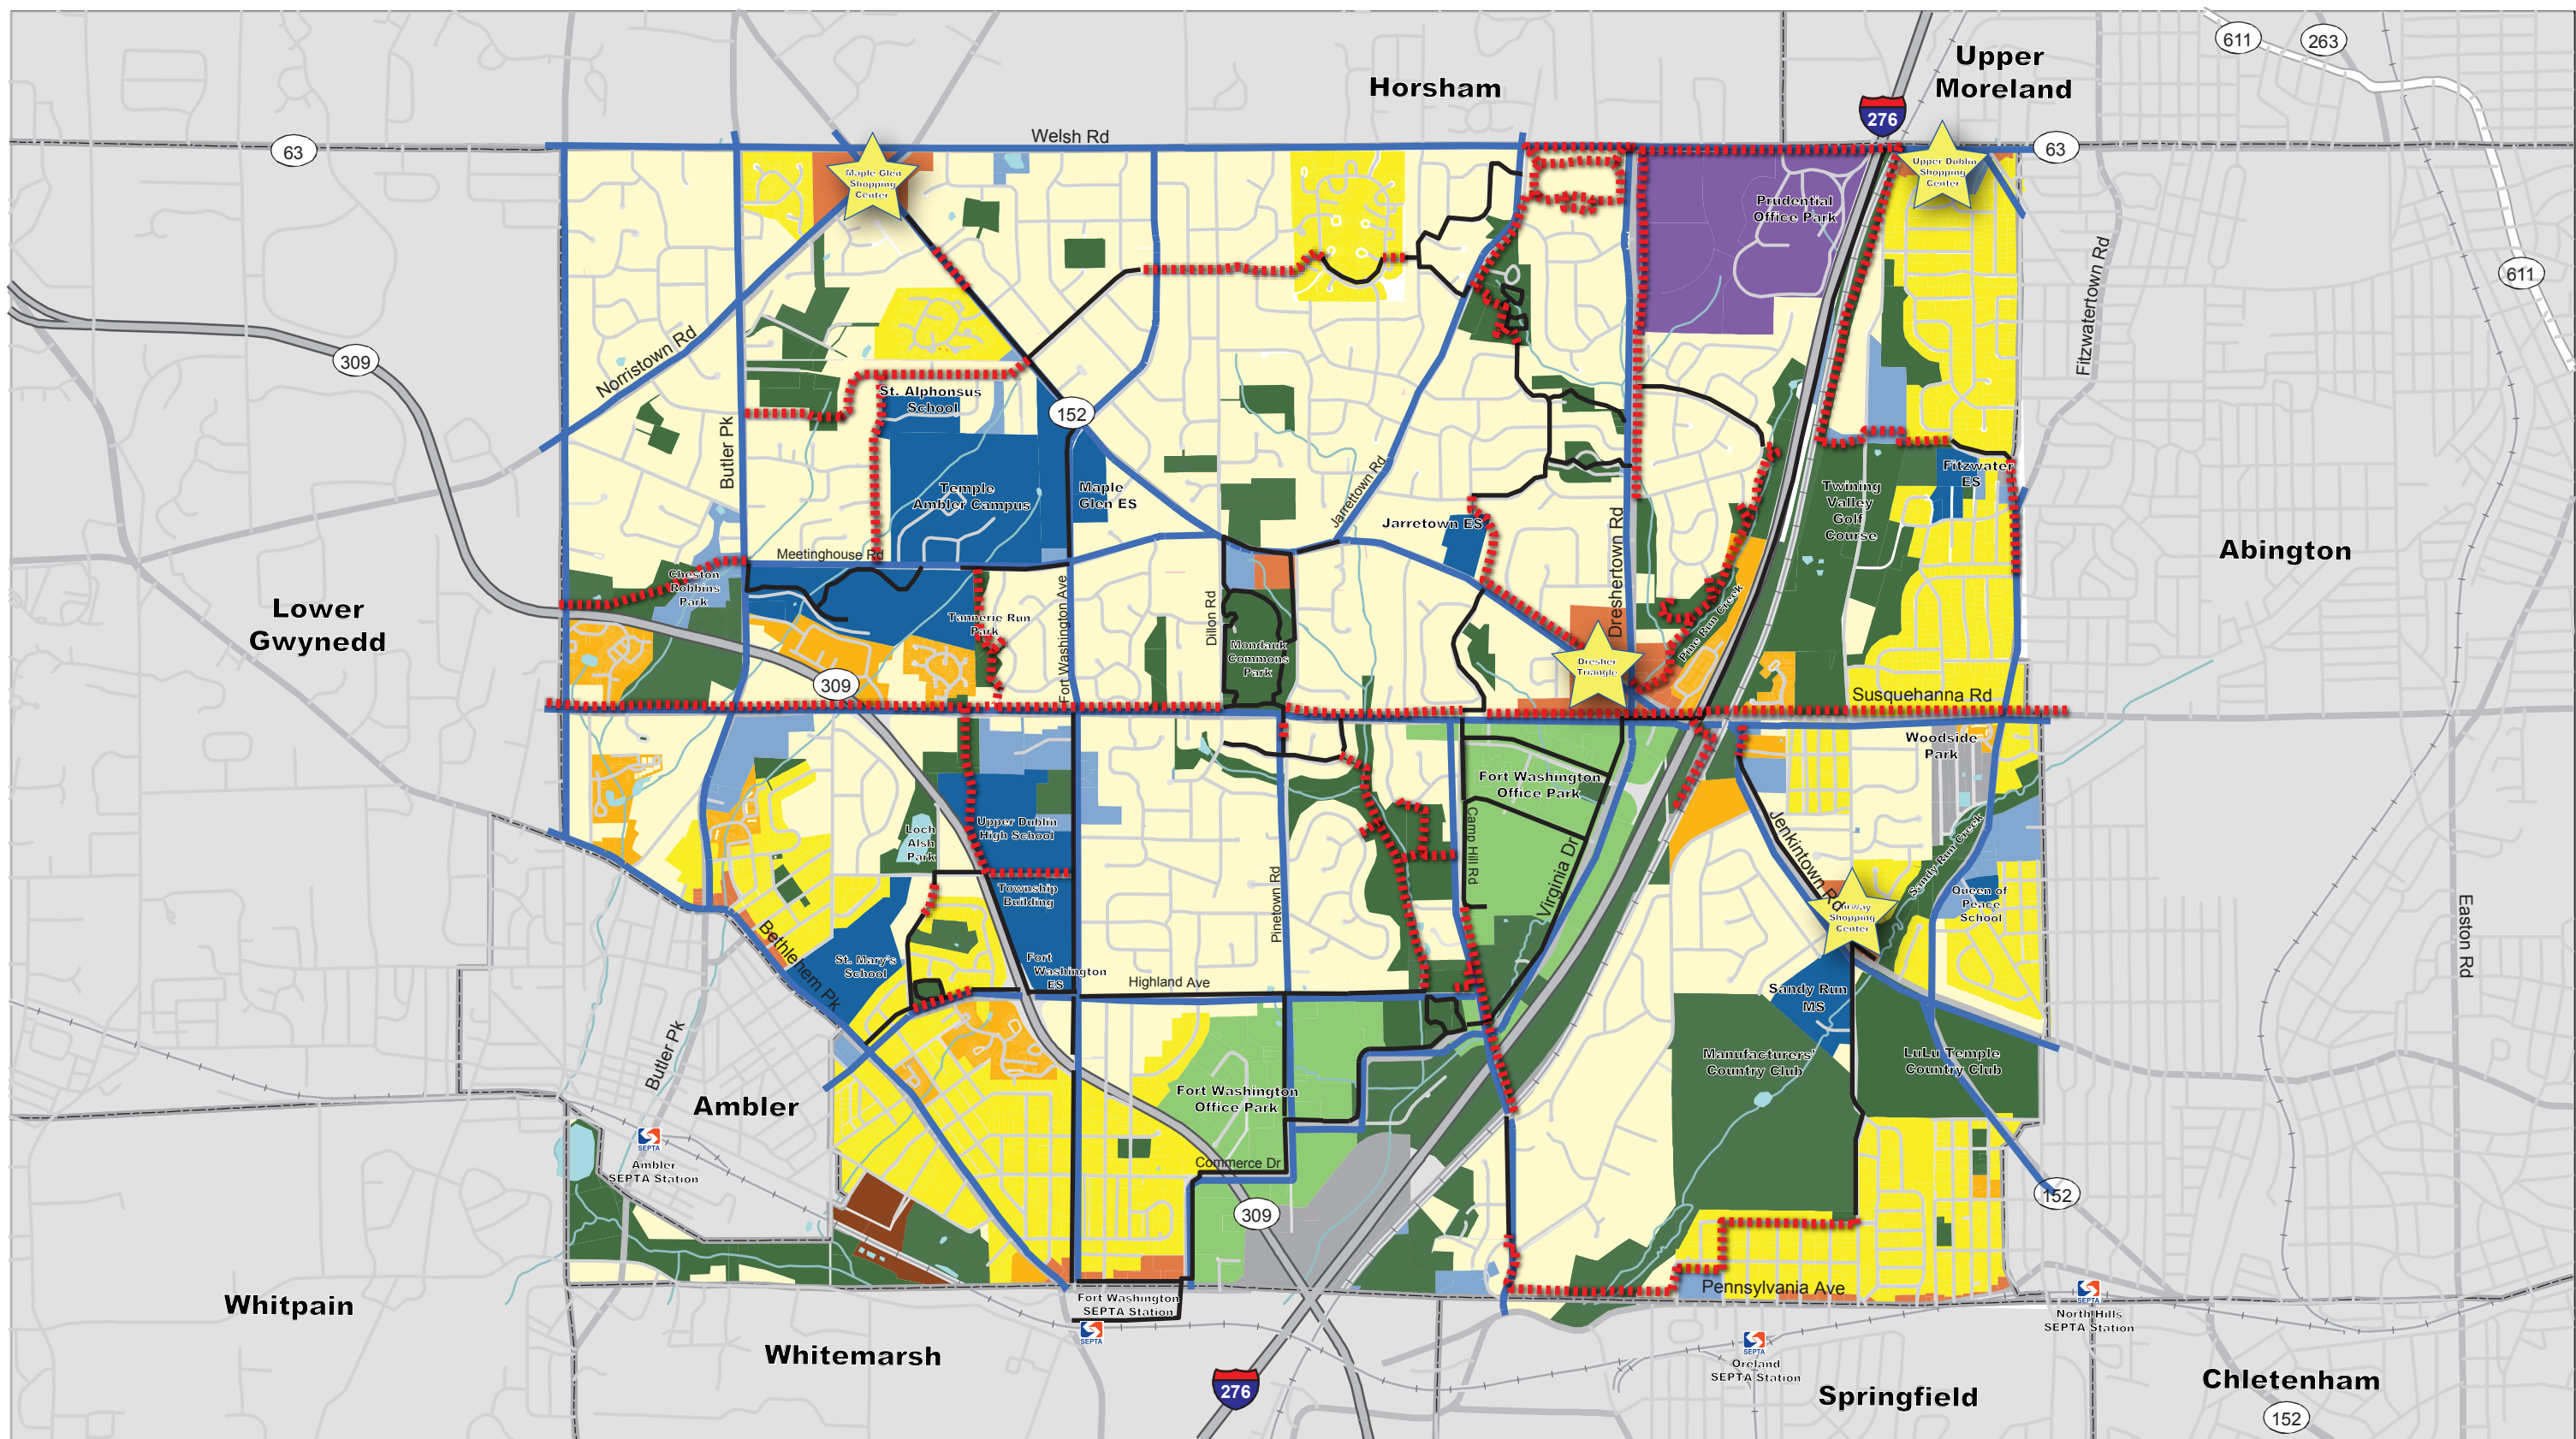 Upper
Moreland
Horsham
611
263
276
Welsh Rd
63
63
Maple Glen
Shopping
Center
Upper Dublin
Shopping
Center
Prudential
Office Park
Fitzwatertown Rd
611
309
Norristown Rd
St. Alphonsus
School
152
Butler Pk
Temple
Ambler Campus
Maple
Glen ES
Jarrettown Rd
Jarretown ES
Dreshertown Rd
Twining
Valley
Golf
Course
Fitzwater
ES
Abington
Meetinghouse Rd
Cheston
Robbins
Park
Lower
Gwynedd
Tannerie Run
Park
Fort Washington Ave
Dillon Rd
Mondauk
Commons
Park
Dresher
Triangle
Pine Run Creek
309
Susquehanna Rd
Woodside
Park
Fort Washington
Office Park
Loch
Alsh
Park
Upper Dublin
High School
Camp Hill Rd
Virginia Dr
Jenkintown Rd
Sandy Run Creek
Township
Building
Pinetown Rd
Shopping
Center
Queen of
Peace
School
Easton Rd
Bethlehem Pk
St. Mary's
School
Fort
Washington
ES
Highland Ave
Sandy Run
MS
Butler Pk
Manufacturers'
Country Club
LuLu Temple
Country Club
Ambler
Fort Washington
Office Park
SEPTA
Ambler
SEPTA Station
Commerce Dr
309
152
Whitpain
Pennsylvania Ave
Fort Washington
SEPTA Station
SEPTA
SEPTA
North Hills
SEPTA Station
SEPTA
Oreland
SEPTA Station
Whitemarsh
276
Springfield
Chletenham
152